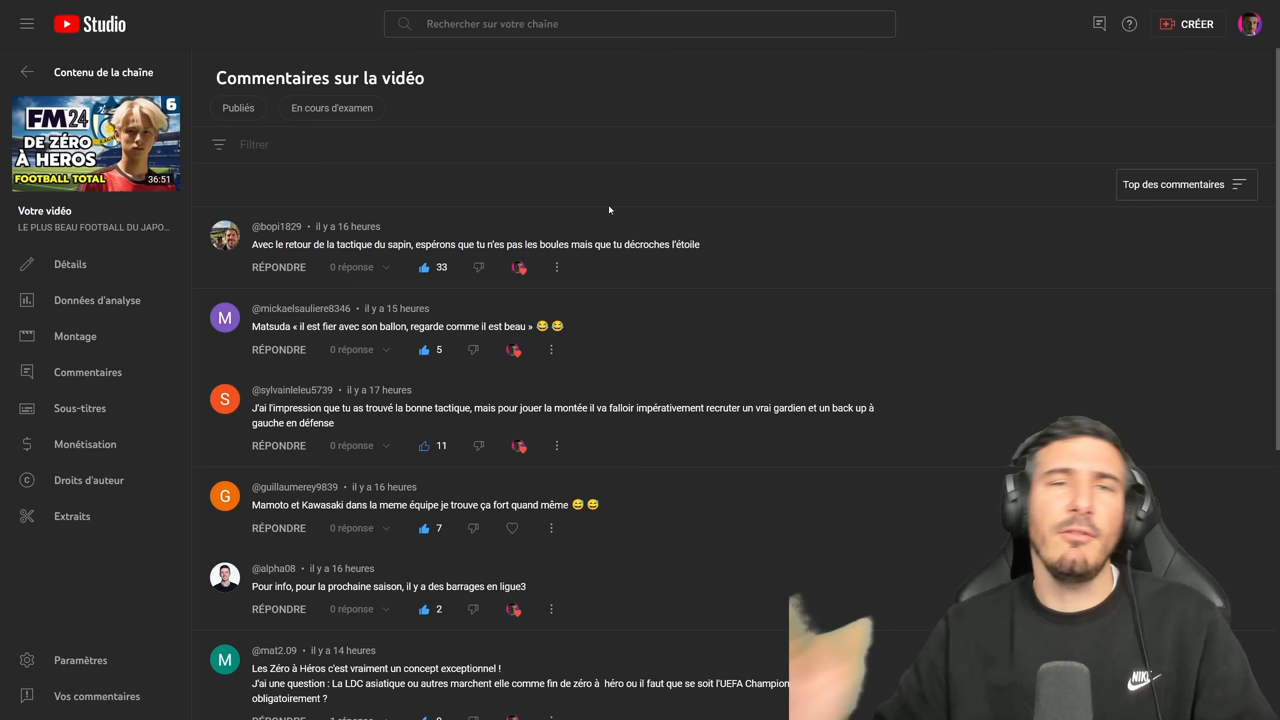 Studio
Rechercher sur votre chaîne
CRÉER
Contenu de la chaîne
FM24
6
DE ZÉRO
À HEROS
FOOTBALL TOTAL
36:51
Votre vidéo
LE PLUS BEAU FOOTBALL DU JAPO...
Détails
Données d'analyse
Montage
Commentaires
Sous-titres
Monétisation
Droits d'auteur
Extraits
Paramètres
Vos commentaires
Commentaires sur la vidéo
Publiés
En cours d'examen
Filtrer
Top des commentaires
@bopi1829 • il y a 16 heures
Avec le retour de la tactique du sapin, espérons que tu n'es pas les boules mais que tu décroches l'étoile
RÉPONDRE 0 réponse 33
M
@mickaelsauliere8346 • il y a 15 heures
Matsuda « il est fier avec son ballon, regarde comme il est beau » 😂 😂
RÉPONDRE 0 réponse 5
S
@sylvainleleu5739 • il y a 17 heures
J'ai l'impression que tu as trouvé la bonne tactique, mais pour jouer la montée il va falloir impérativement recruter un vrai gardien et un back up à
gauche en défense
RÉPONDRE 0 réponse 11
G
@guillaumerey9839 • il y a 16 heures
Mamoto et Kawasaki dans la meme équipe je trouve ça fort quand même 😅 😅
RÉPONDRE 0 réponse 7
@alpha08 • il y a 16 heures
Pour info, pour la prochaine saison, il y a des barrages en ligue3
RÉPONDRE 0 réponse 2
M
@mat2.09 • il y a 14 heures
Les Zéro à Héros c'est vraiment un concept exceptionnel !
J'ai une question : La LDC asiatique ou autres marchent elle comme fin de zéro à héro ou il faut que se soit l'UEFA Champion
obligatoirement ?
RÉPONDRE
NIKE